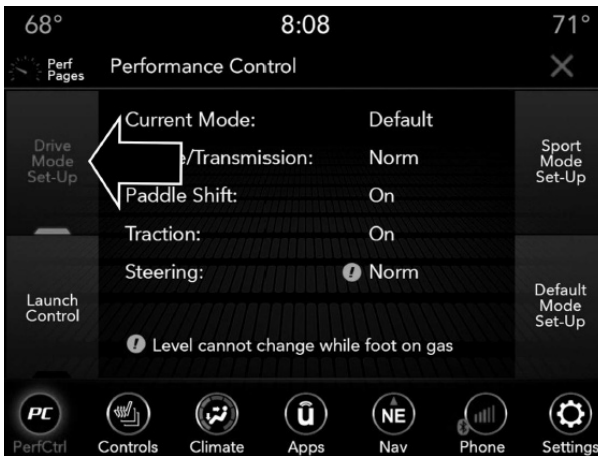 68°
8:08
71°
Perf
Pages
Performance Control
Drive
Mode
Set-Up
Current Mode: Default
e/Transmission: Norm
Paddle Shift: On
Traction: On
Steering: ! Norm
! Level cannot change while foot on gas
Sport
Mode
Set-Up
Launch
Control
Default
Mode
Set-Up
PC
PerfCtrl
Controls
Climate
û
Apps
NE
Nav
Phone
Settings